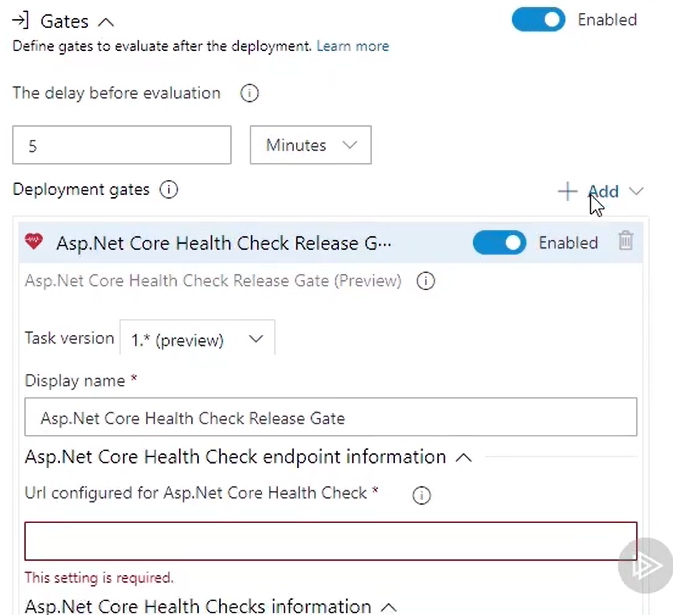 Gates
Enabled
Define gates to evaluate after the deployment. Learn more
The delay before evaluation
5
Minutes
Deployment gates
Add
Asp.Net Core Health Check Release G···
Enabled
Asp.Net Core Health Check Release Gate (Preview)
Task version
1.* (preview)
Display name *
Asp.Net Core Health Check Release Gate
Asp.Net Core Health Check endpoint information
Url configured for Asp.Net Core Health Check *
This setting is required.
Asp.Net Core Health Checks information